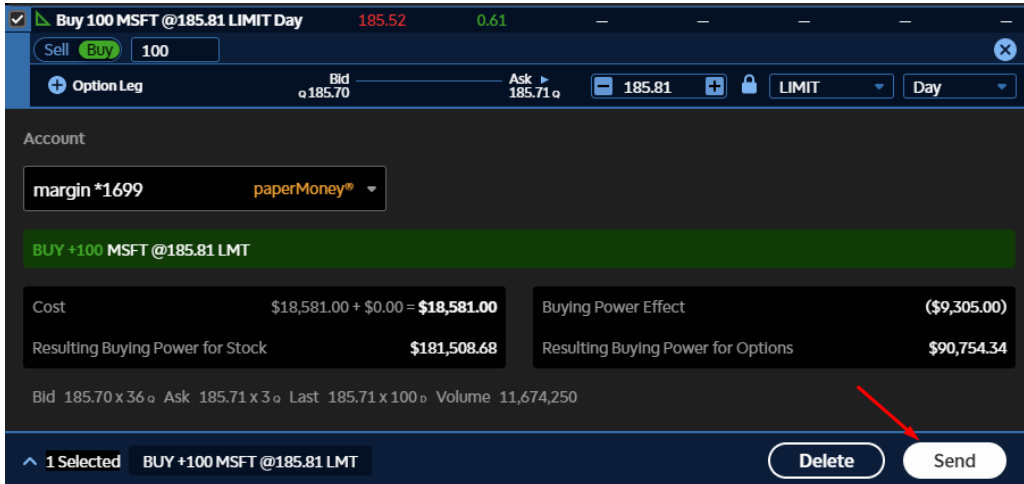 Buy 100 MSFT @185.81 LIMIT Day 185.52 0.61 – – – – –
Sell Buy 100
Option Leg Bid Q 185.70 Ask 185.71 Q 185.81 LIMIT Day
Account
margin *1699 paperMoney®
BUY +100 MSFT @185.81 LMT
Cost $18,581.00 + $0.00 = $18,581.00 Buying Power Effect ($9,305.00)
Resulting Buying Power for Stock $181,508.68 Resulting Buying Power for Options $90,754.34
Bid 185.70 x 36 Q Ask 185.71 x 3 Q Last 185.71 x 100 D Volume 11,674,250
1 Selected BUY +100 MSFT @185.81 LMT Delete Send